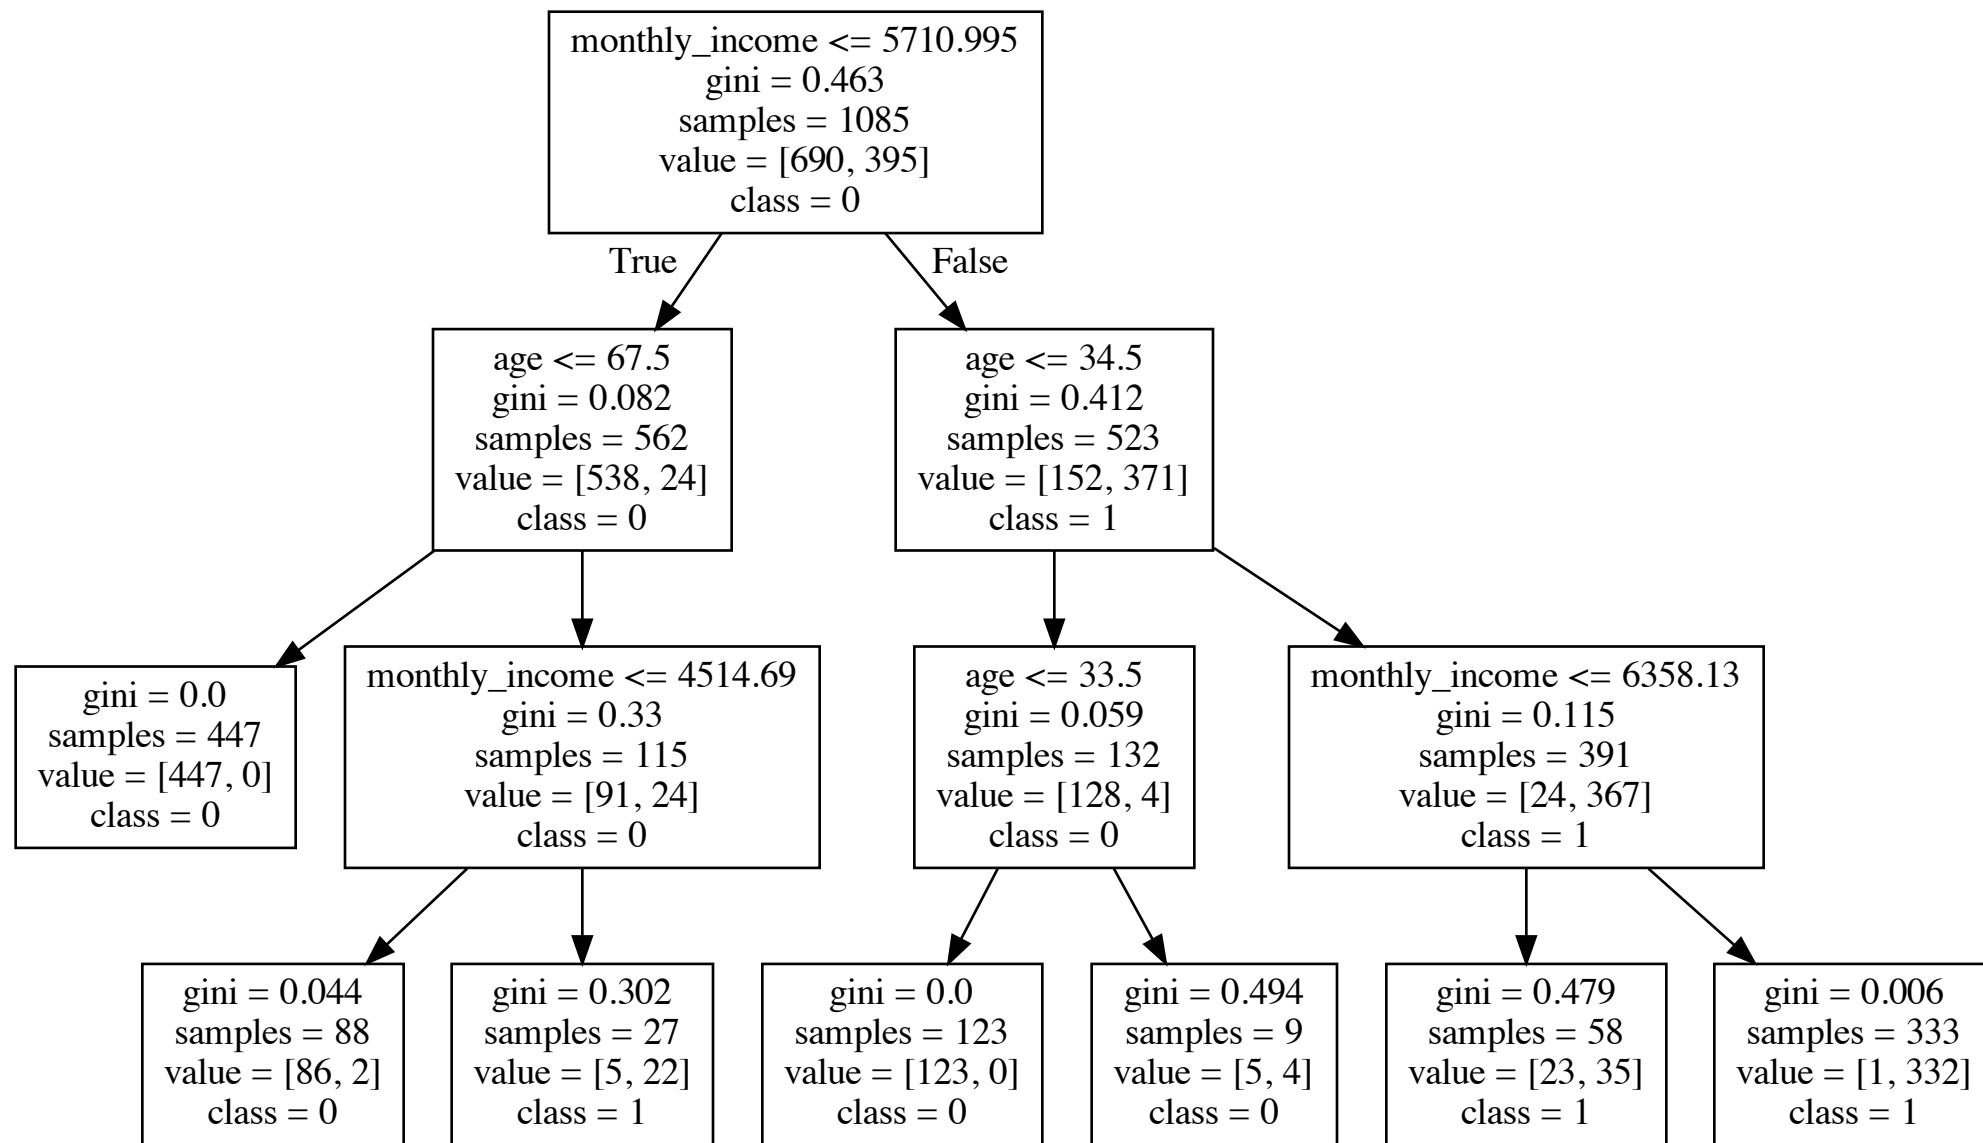 monthly_income <= 5710.995
gini = 0.463
samples = 1085
value = [690, 395]
class = 0
True
False
age <= 67.5
gini = 0.082
samples = 562
value = [538, 24]
class = 0
age <= 34.5
gini = 0.412
samples = 523
value = [152, 371]
class = 1
gini = 0.0
samples = 447
value = [447, 0]
class = 0
monthly_income <= 4514.69
gini = 0.33
samples = 115
value = [91, 24]
class = 0
age <= 33.5
gini = 0.059
samples = 132
value = [128, 4]
class = 0
monthly_income <= 6358.13
gini = 0.115
samples = 391
value = [24, 367]
class = 1
gini = 0.044
samples = 88
value = [86, 2]
class = 0
gini = 0.302
samples = 27
value = [5, 22]
class = 1
gini = 0.0
samples = 123
value = [123, 0]
class = 0
gini = 0.494
samples = 9
value = [5, 4]
class = 0
gini = 0.479
samples = 58
value = [23, 35]
class = 1
gini = 0.006
samples = 333
value = [1, 332]
class = 1